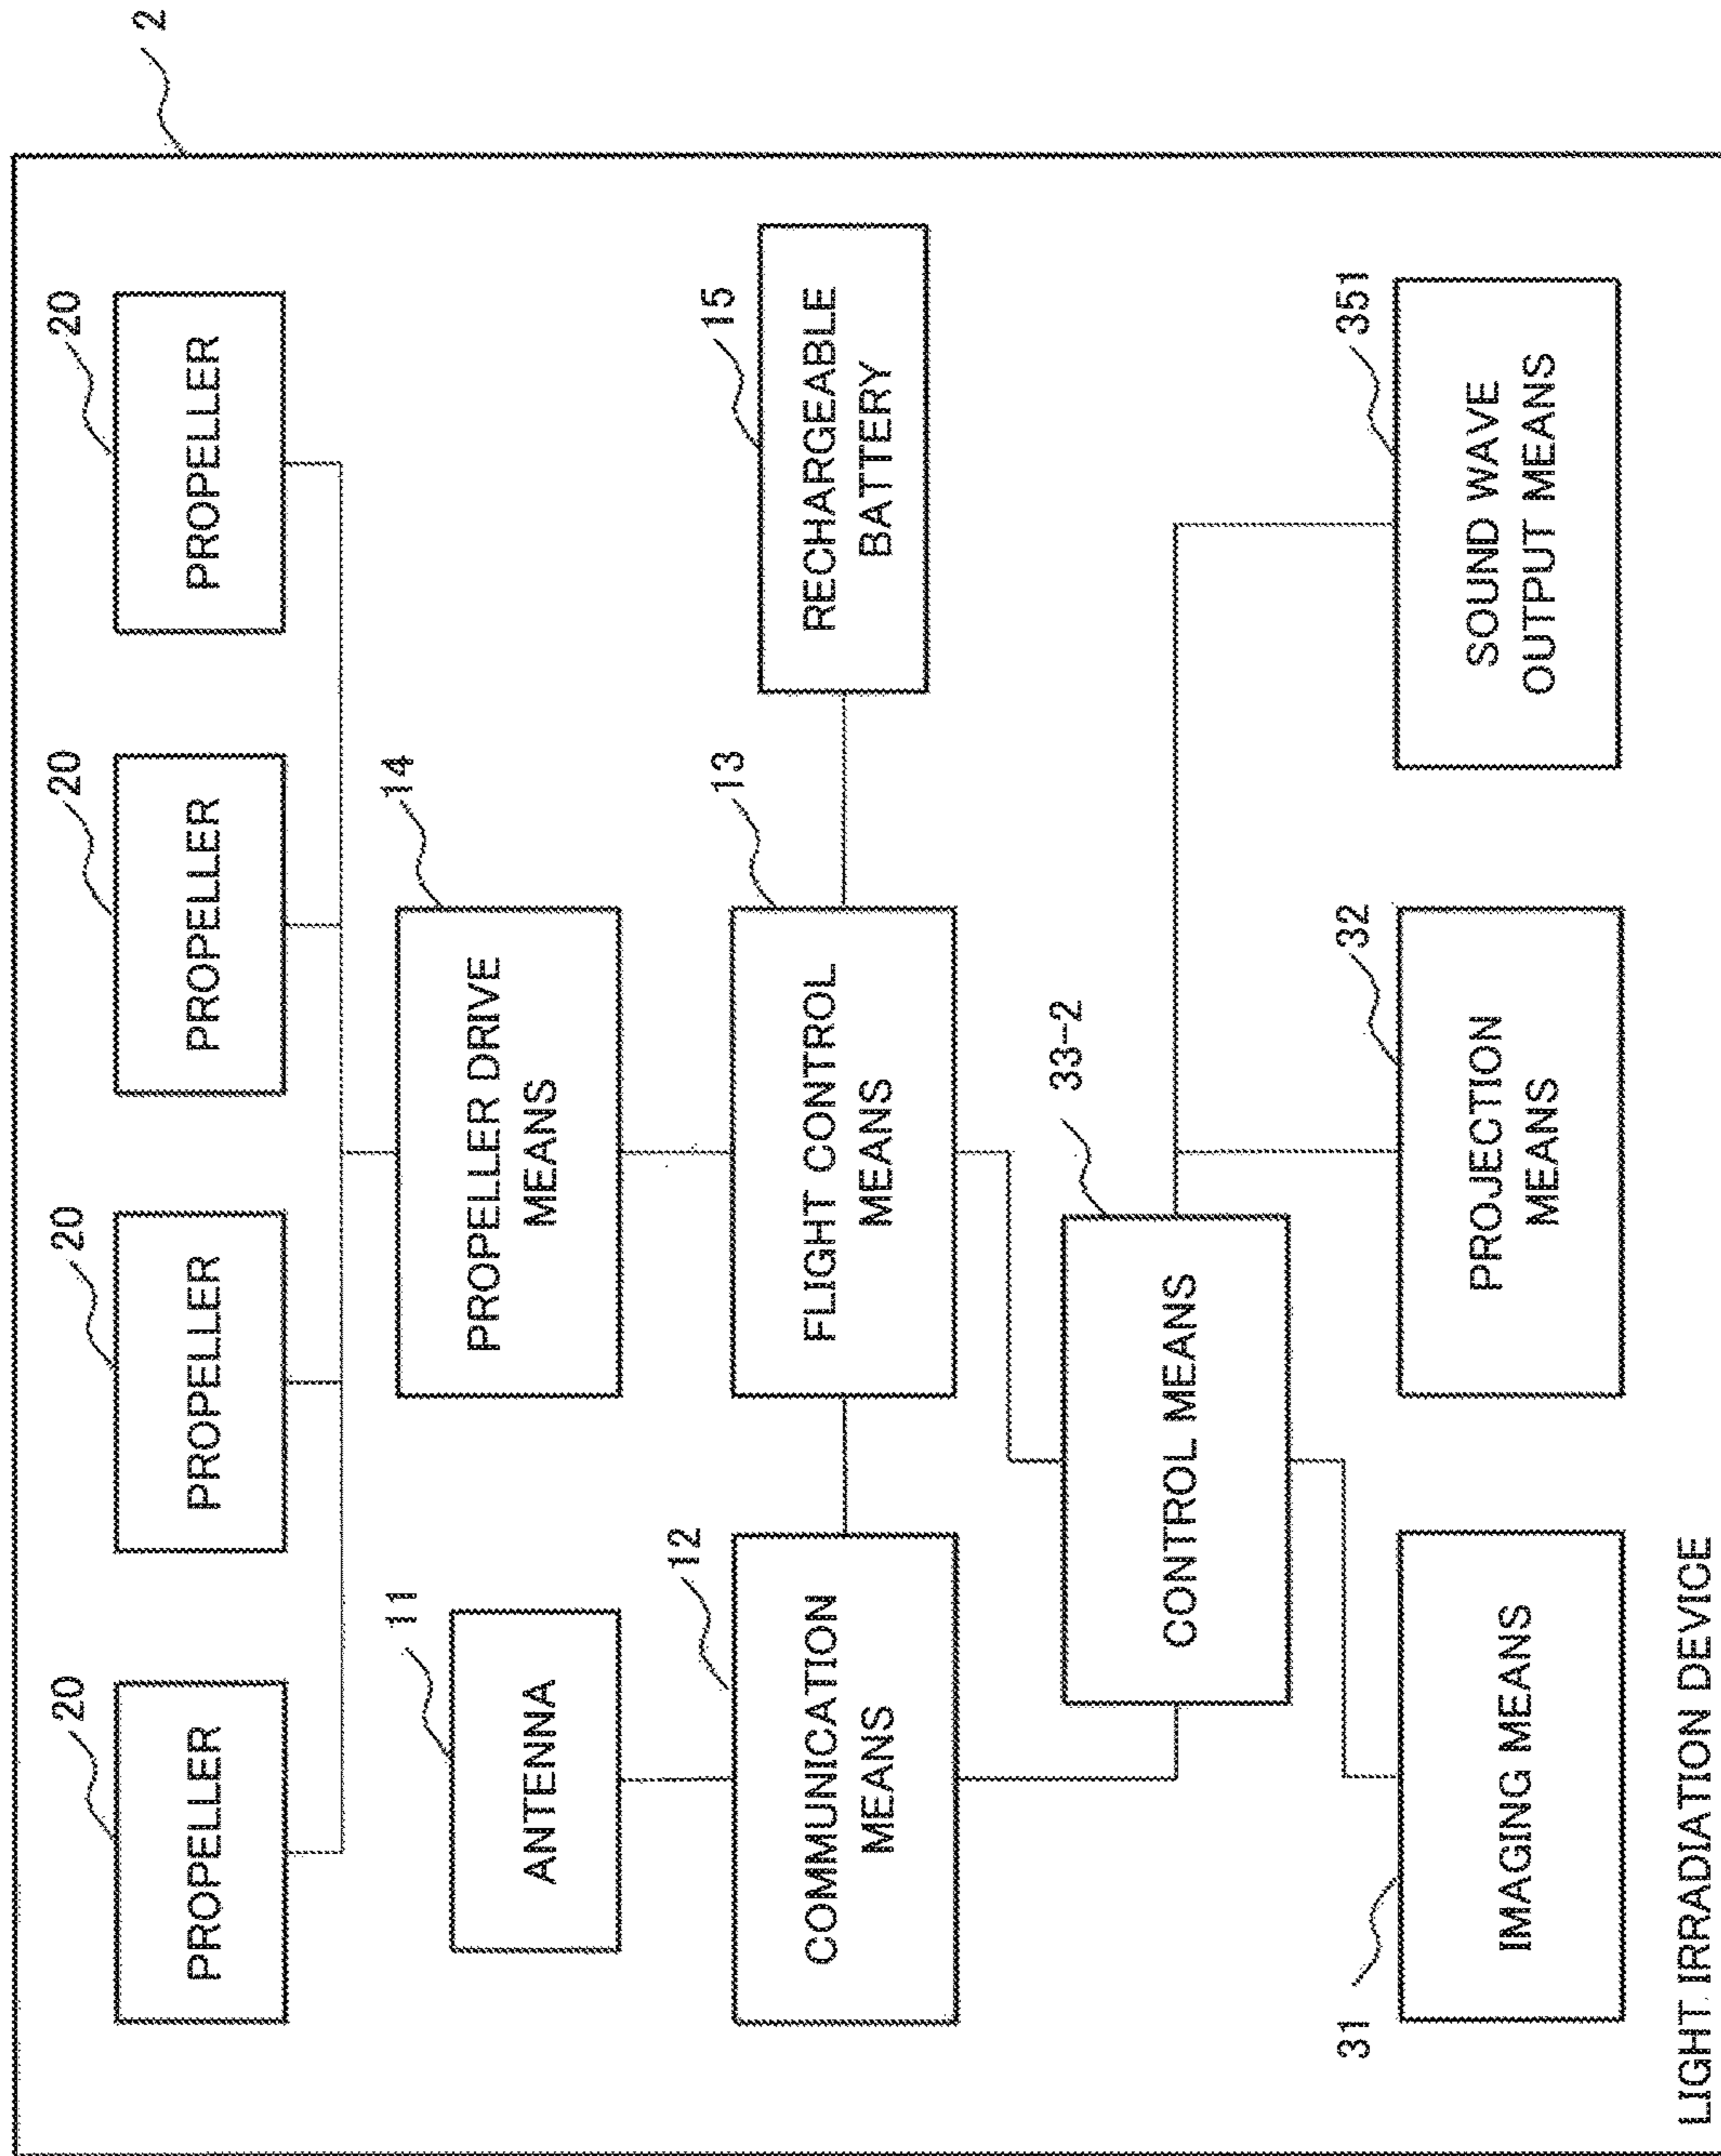 2
20
20
20
20
PROPELLER
PROPELLER
PROPELLER
PROPELLER
11
14
ANTENNA
PROPELLER DRIVE
MEANS
12
13
15
COMMUNICATION
MEANS
FLIGHT CONTROL
MEANS
RECHARGEABLE
BATTERY
33-2
CONTROL MEANS
31
32
351
IMAGING MEANS
PROJECTION
MEANS
SOUND WAVE
OUTPUT MEANS
LIGHT IRRADIATION DEVICE